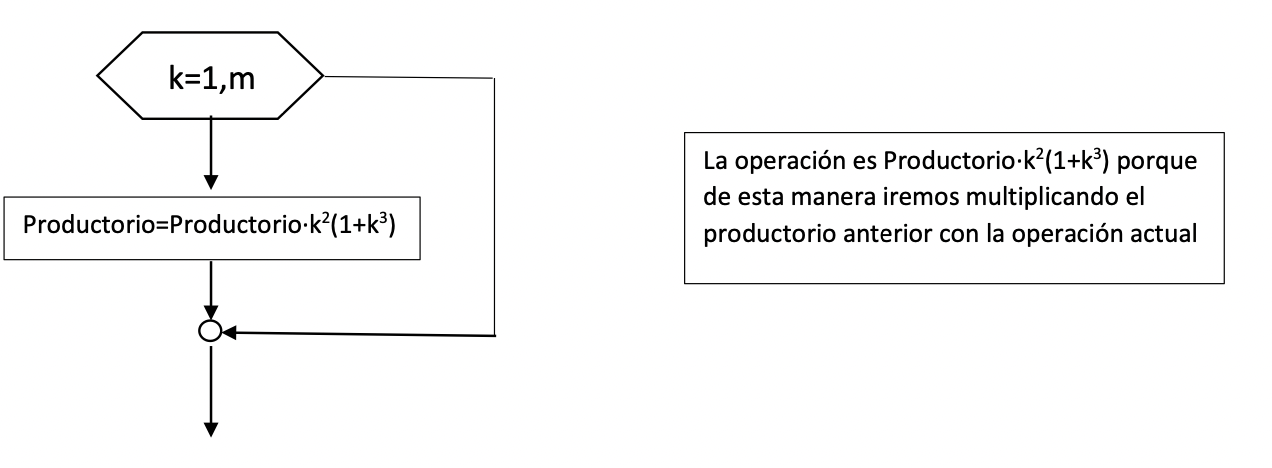 k=1,m
Productorio=Productorio·k²(1+k³)
La operación es Productorio·k²(1+k³) porque
de esta manera iremos multiplicando el
productorio anterior con la operación actual